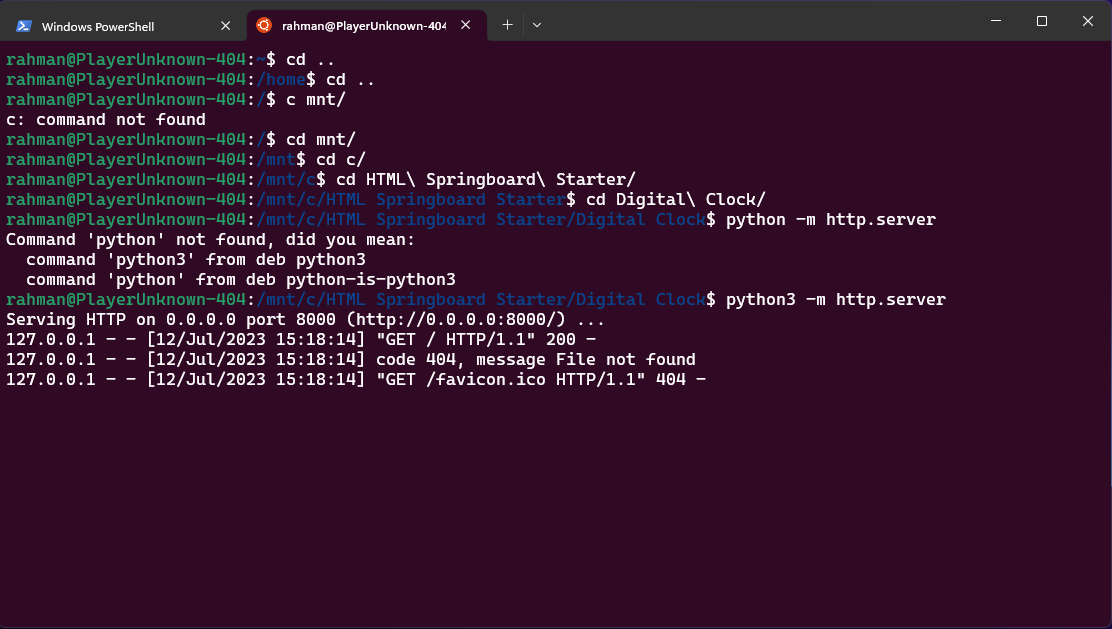 Windows PowerShell
rahman@PlayerUnknown-404
rahman@PlayerUnknown-404:~$ cd ..
rahman@PlayerUnknown-404:/home$ cd ..
rahman@PlayerUnknown-404:/$ c mnt/
c: command not found
rahman@PlayerUnknown-404:/$ cd mnt/
rahman@PlayerUnknown-404:/mnt$ cd c/
rahman@PlayerUnknown-404:/mnt/c$ cd HTML\ Springboard\ Starter/
rahman@PlayerUnknown-404:/mnt/c/HTML Springboard Starter$ cd Digital\ Clock/
rahman@PlayerUnknown-404:/mnt/c/HTML Springboard Starter/Digital Clock$ python -m http.server
Command 'python' not found, did you mean:
  command 'python3' from deb python3
  command 'python' from deb python-is-python3
rahman@PlayerUnknown-404:/mnt/c/HTML Springboard Starter/Digital Clock$ python3 -m http.server
Serving HTTP on 0.0.0.0 port 8000 (http://0.0.0.0:8000/) ...
127.0.0.1 - - [12/Jul/2023 15:18:14] "GET / HTTP/1.1" 200 -
127.0.0.1 - - [12/Jul/2023 15:18:14] code 404, message File not found
127.0.0.1 - - [12/Jul/2023 15:18:14] "GET /favicon.ico HTTP/1.1" 404 -